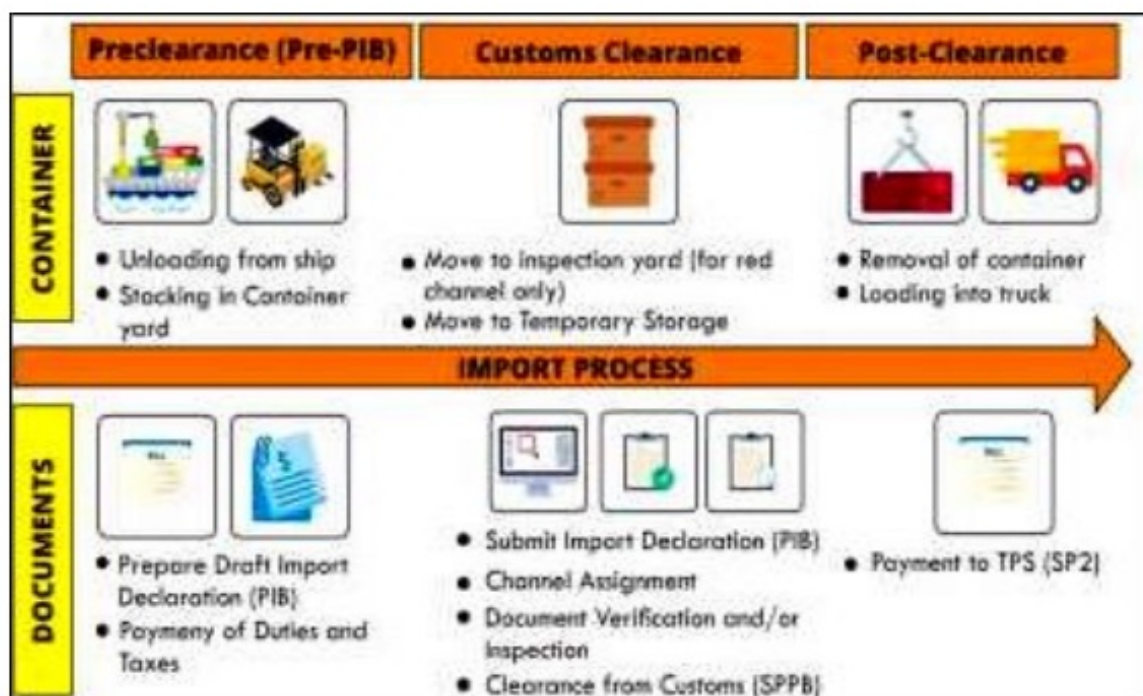 Preclearance (Pre-PIB)
Customs Clearance
Post-Clearance
CONTAINER
• Unloading from ship
• Stacking in Container
yard
• Move to inspection yard (for red
channel only)
• Move to Temporary Storage
• Removal of container
• Loading into truck
IMPORT PROCESS
DOCUMENTS
• Prepare Draft Import
Declaration (PIB)
• Paymeny of Duties and
Taxes
• Submit Import Declaration (PIB)
• Channel Assignment
• Document Verification and/or
Inspection
• Clearance from Customs (SPPB)
• Payment to TPS (SP2)